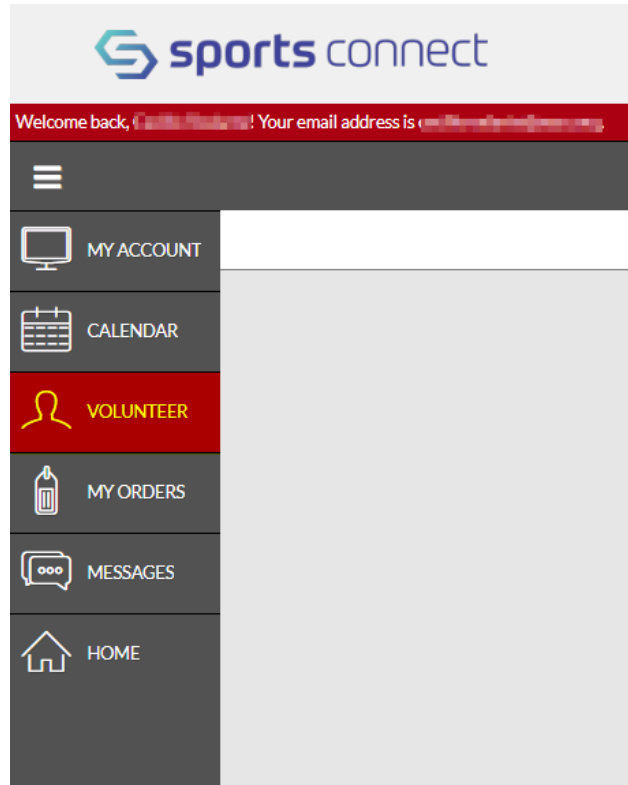 sports connect
Welcome back, ! Your email address is
MY ACCOUNT
CALENDAR
VOLUNTEER
MY ORDERS
MESSAGES
HOME